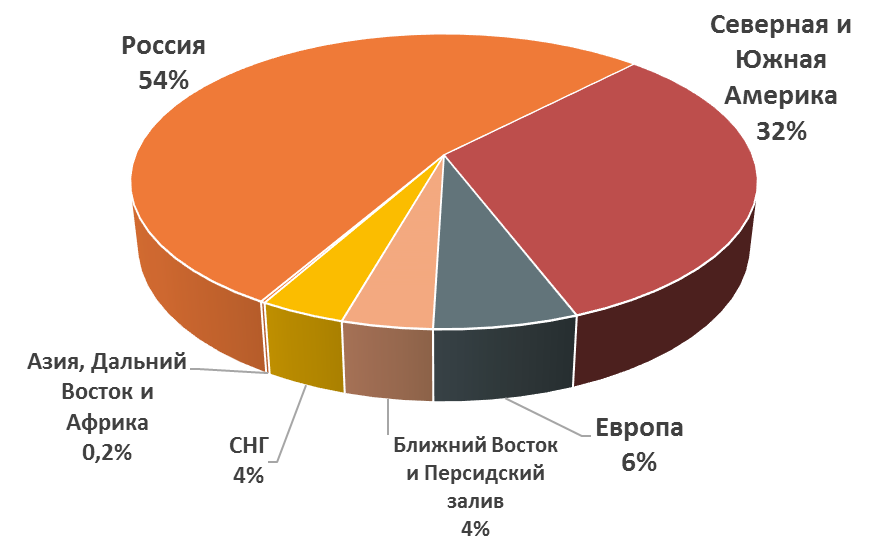 Россия
54%
Северная и
Южная
Америка
32%
Азия, Дальний
Восток и
Африка
0,2%
СНГ
4%
Ближний Восток
и Персидский
залив
4%
Европа
6%